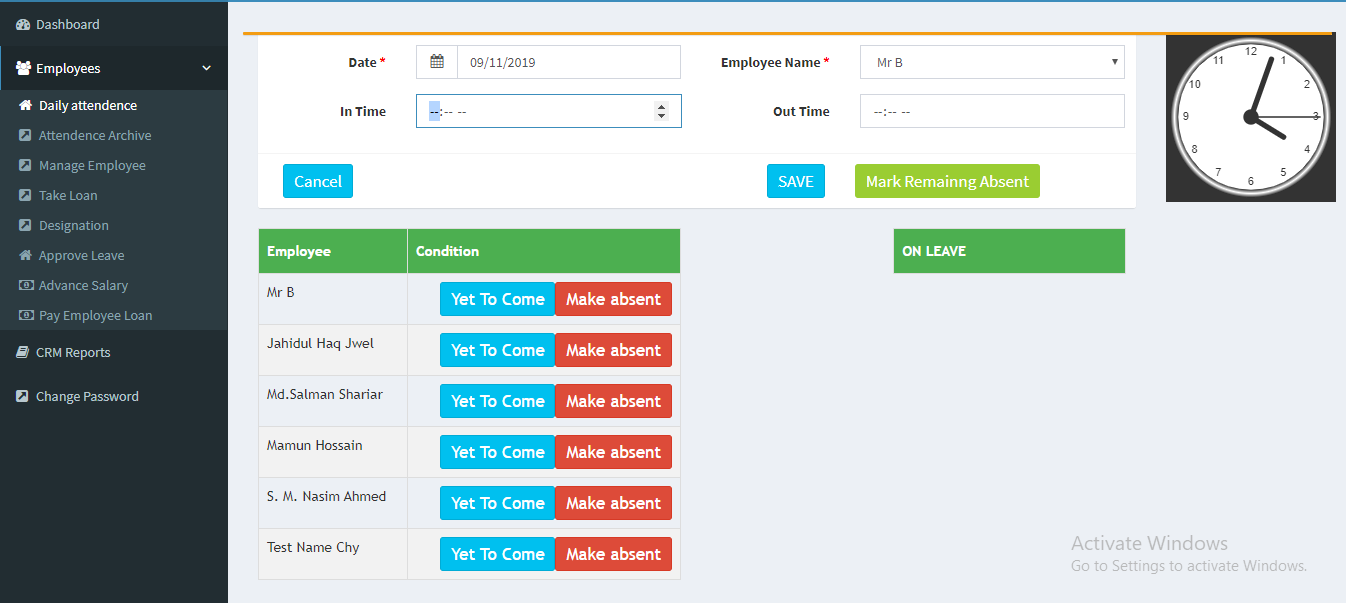 Dashboard
Employees
Daily attendence
Attendence Archive
Manage Employee
Take Loan
Designation
Approve Leave
Advance Salary
Pay Employee Loan
CRM Reports
Change Password
Date * 09/11/2019 Employee Name * Mr B
In Time --:-- -- Out Time --:-- --
Cancel SAVE Mark Remainng Absent
12
11 1
10 2
9 3
8 4
7 5
6
Employee Condition
Mr B Yet To Come Make absent
Jahidul Haq Jwel Yet To Come Make absent
Md.Salman Shariar Yet To Come Make absent
Mamun Hossain Yet To Come Make absent
S. M. Nasim Ahmed Yet To Come Make absent
Test Name Chy Yet To Come Make absent
ON LEAVE
Activate Windows
Go to Settings to activate Windows.